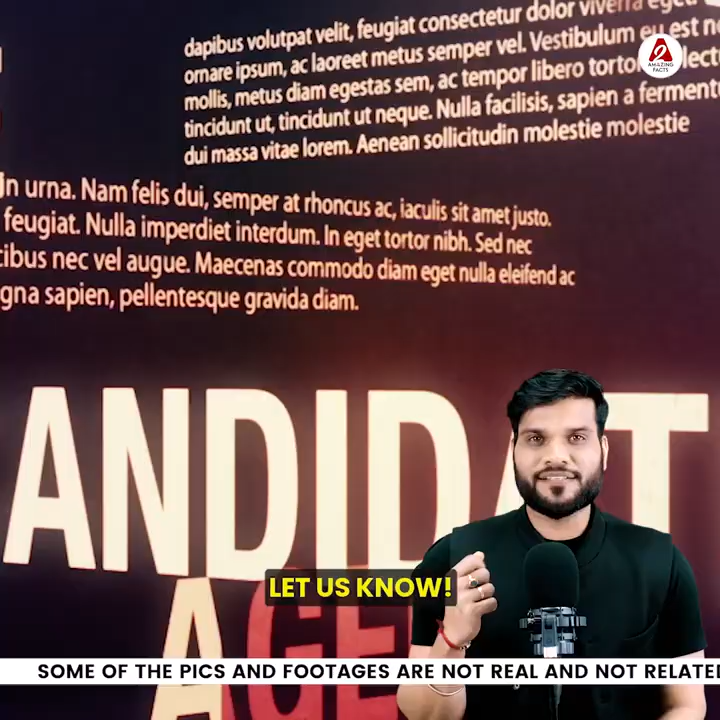 dapibus volutpat velit, feugiat consectetur dolor viverra eget
ornare ipsum, ac laoreet metus semper vel. Vestibulum eu est
mollis, metus diam egestas sem, ac tempor libero
tincidunt ut, tincidunt ut neque. Nulla facilisis, sapien a
dui massa vitae lorem. Aenean sollicitudin molestie molestie
AMAZING
FACTS
in urna. Nam felis dui, semper at rhoncus ac, iaculis sit amet justo.
feugiat. Nulla imperdiet interdum. In eget tortor nibh. Sed nec
cibus nec vel augue. Maecenas commodo diam eget nulla eleifend ac
gna sapien, pellentesque gravida diam.
ANDIDAT
AGE
LET US KNOW!
SOME OF THE PICS AND FOOTAGES ARE NOT REAL AND NOT RELATE